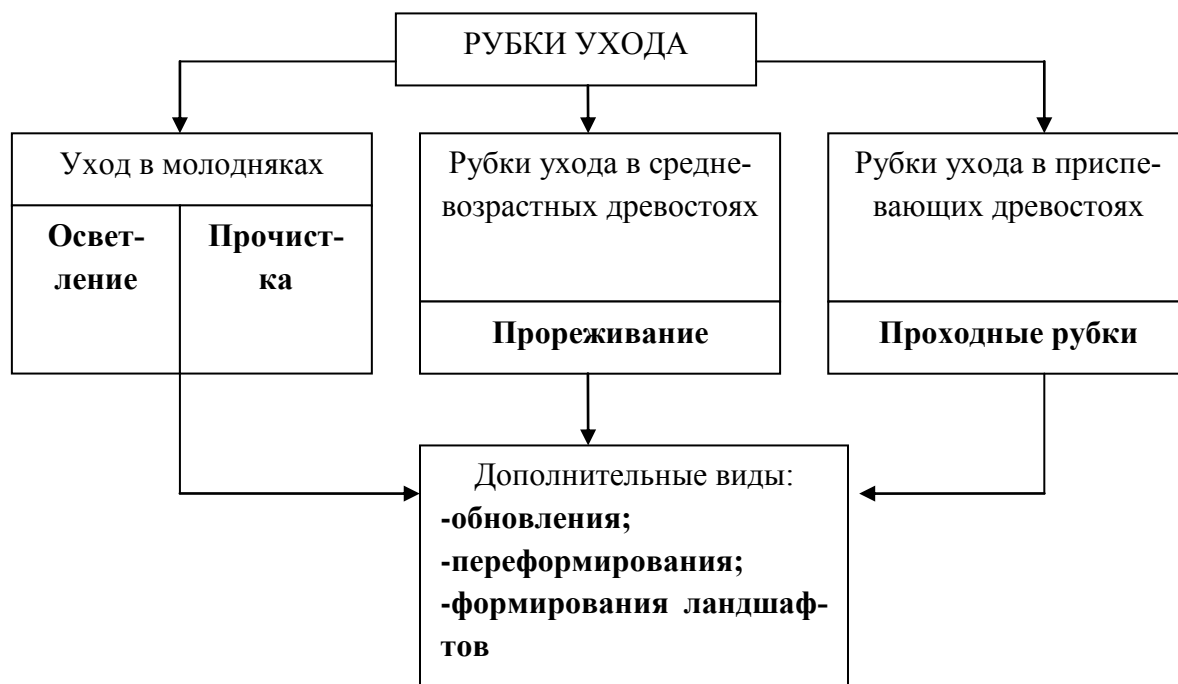 РУБКИ УХОДА
Уход в молодняках
Освет-
ление
Прочист-
ка
Рубки ухода в средне-
возрастных древостоях
Прореживание
Рубки ухода в приспе-
вающих древостоях
Проходные рубки
Дополнительные виды:
-обновления;
-переформирования;
-формирования ландшаф-
тов